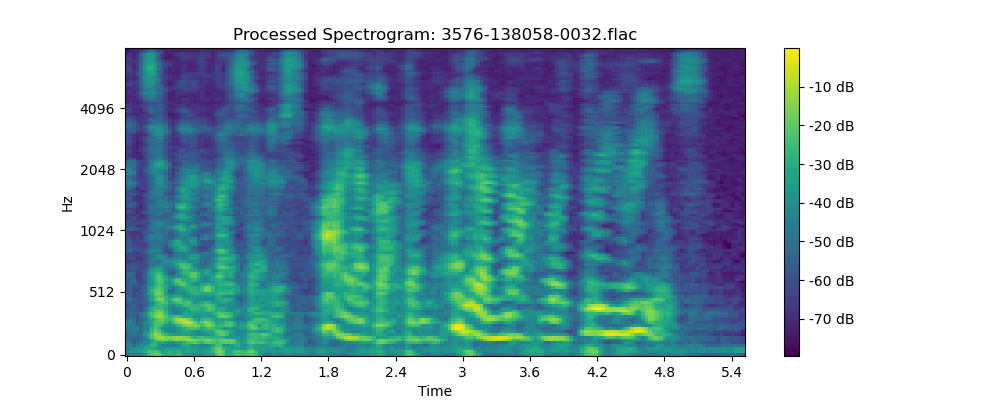 Processed Spectrogram: 3576-138058-0032.flac
Hz
4096
2048
1024
512
0
0 0.6 1.2 1.8 2.4 3 3.6 4.2 4.8 5.4
Time
-10 dB
-20 dB
-30 dB
-40 dB
-50 dB
-60 dB
-70 dB